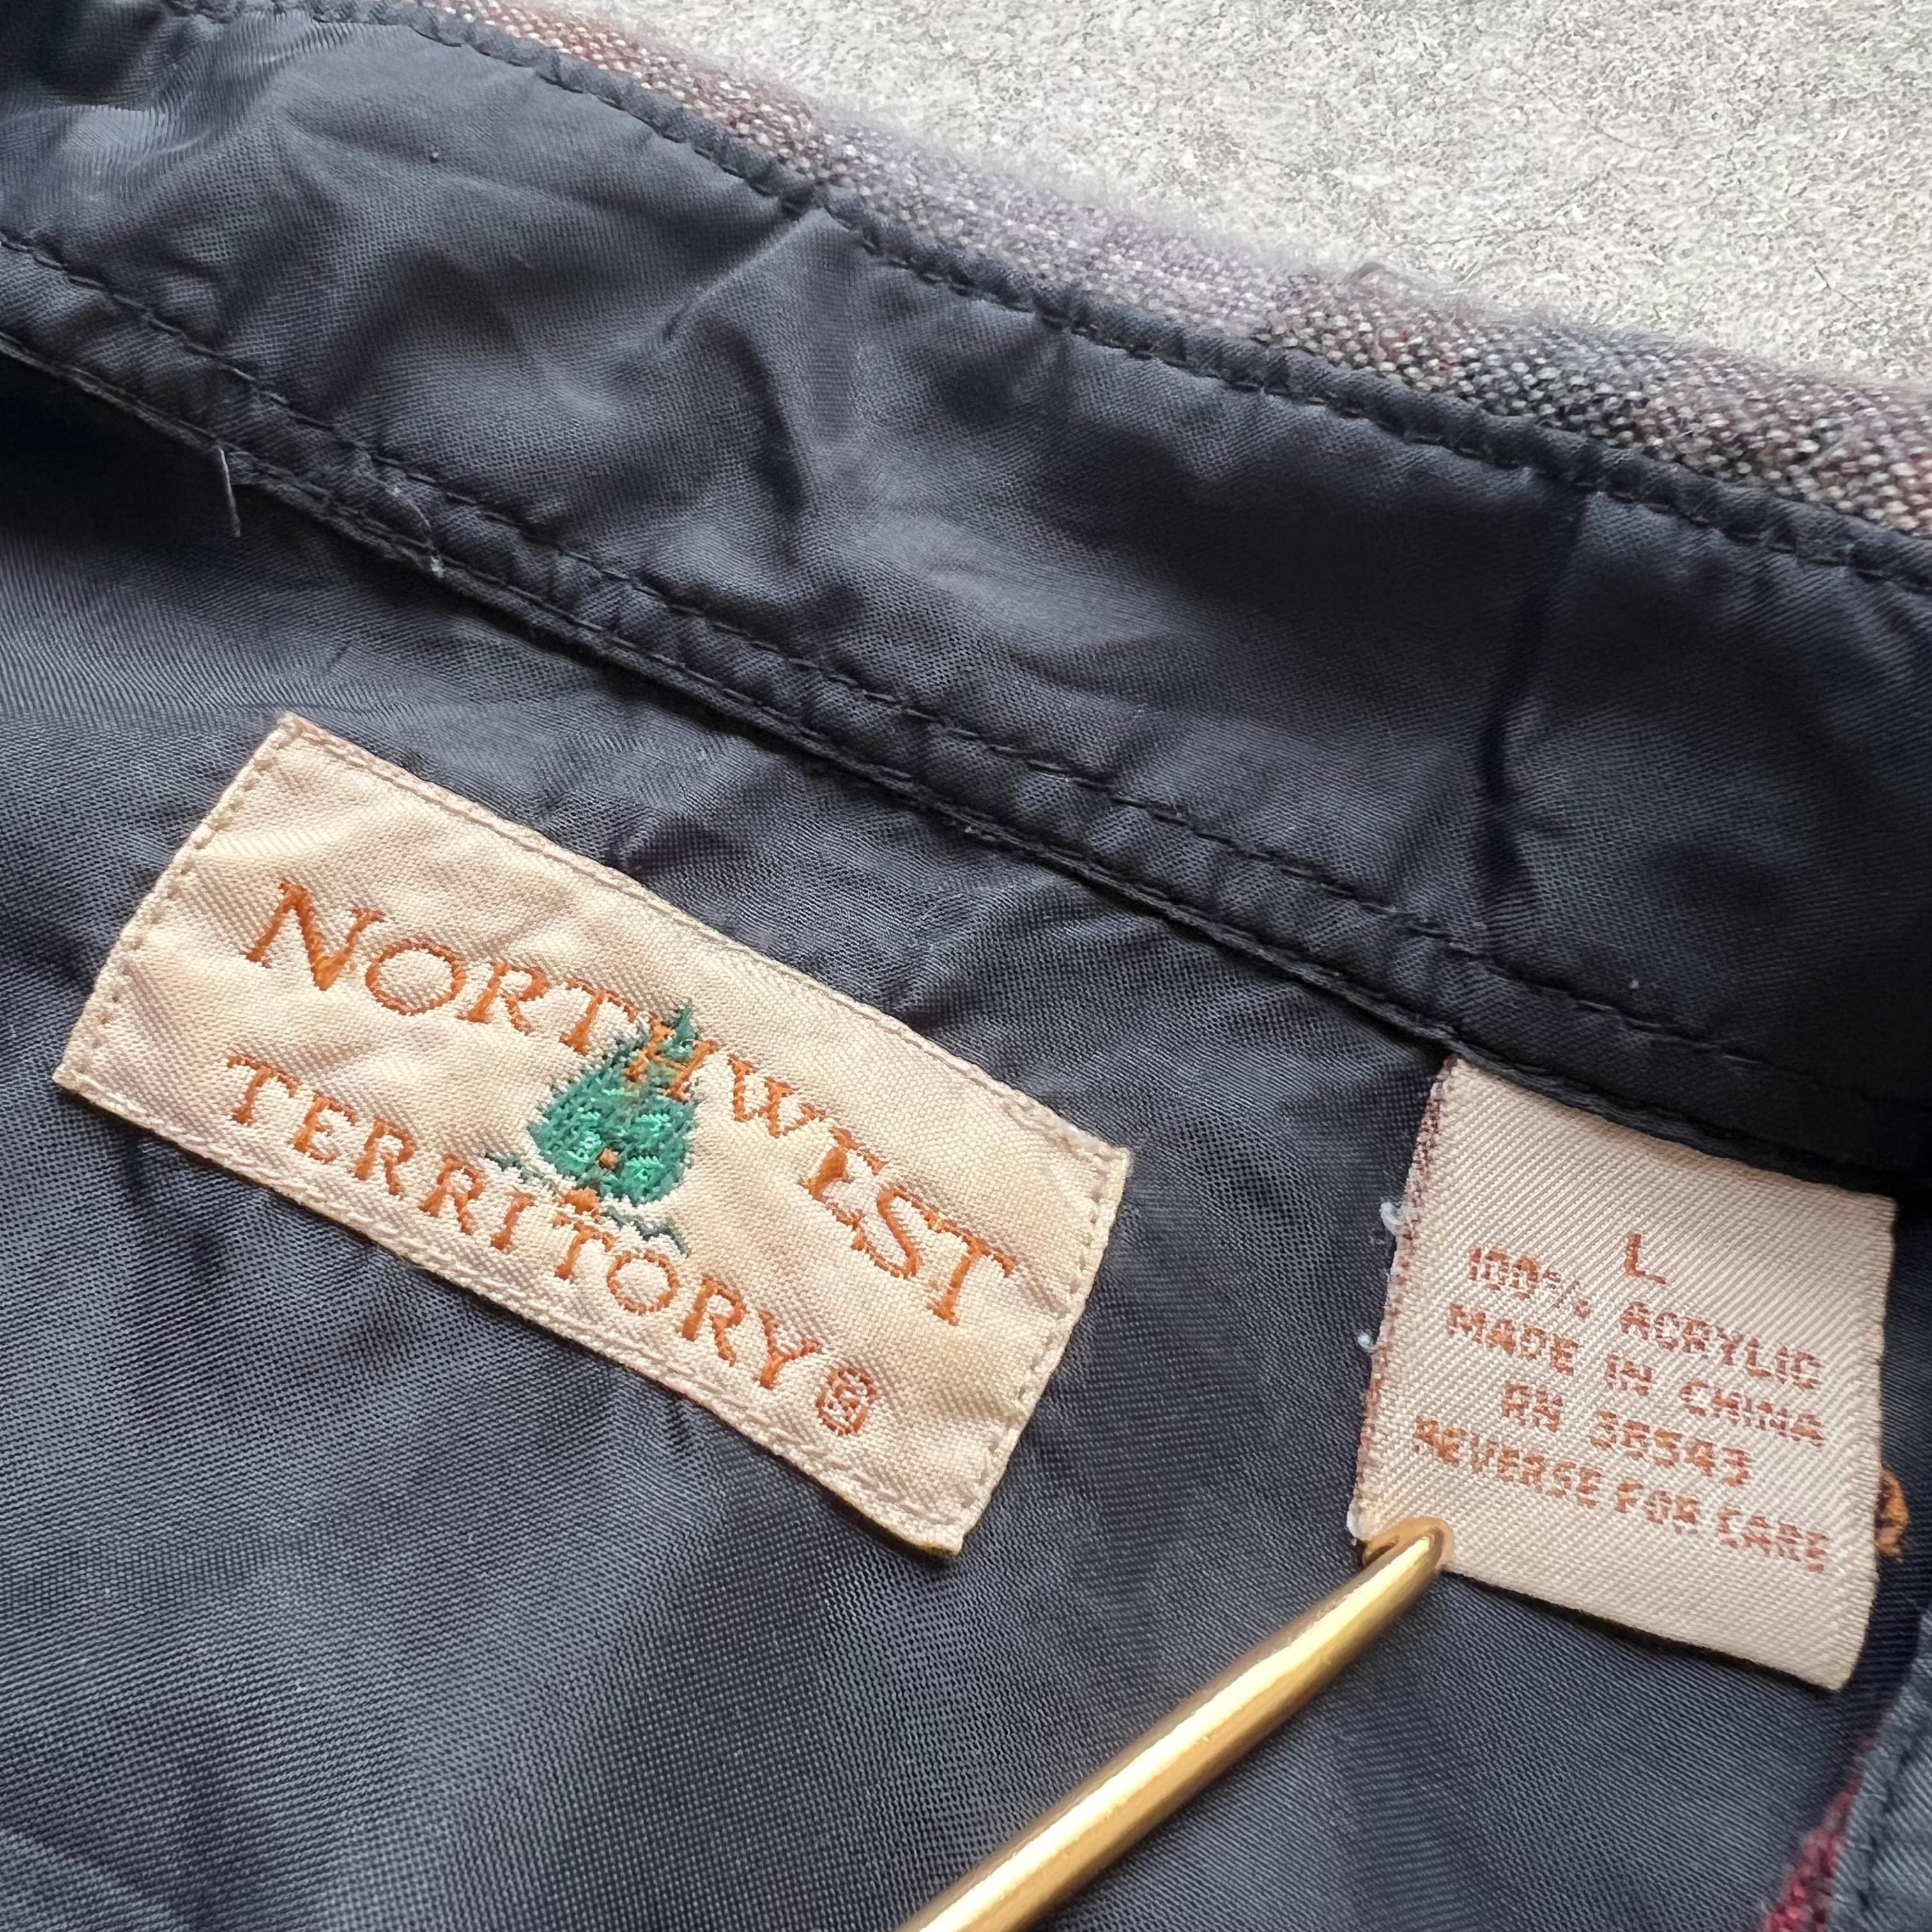 NORTHWEST
TERRITORY®
L
100% ACRYLIC
MADE IN CHINA
RN 36543
REVERSE FOR CARE